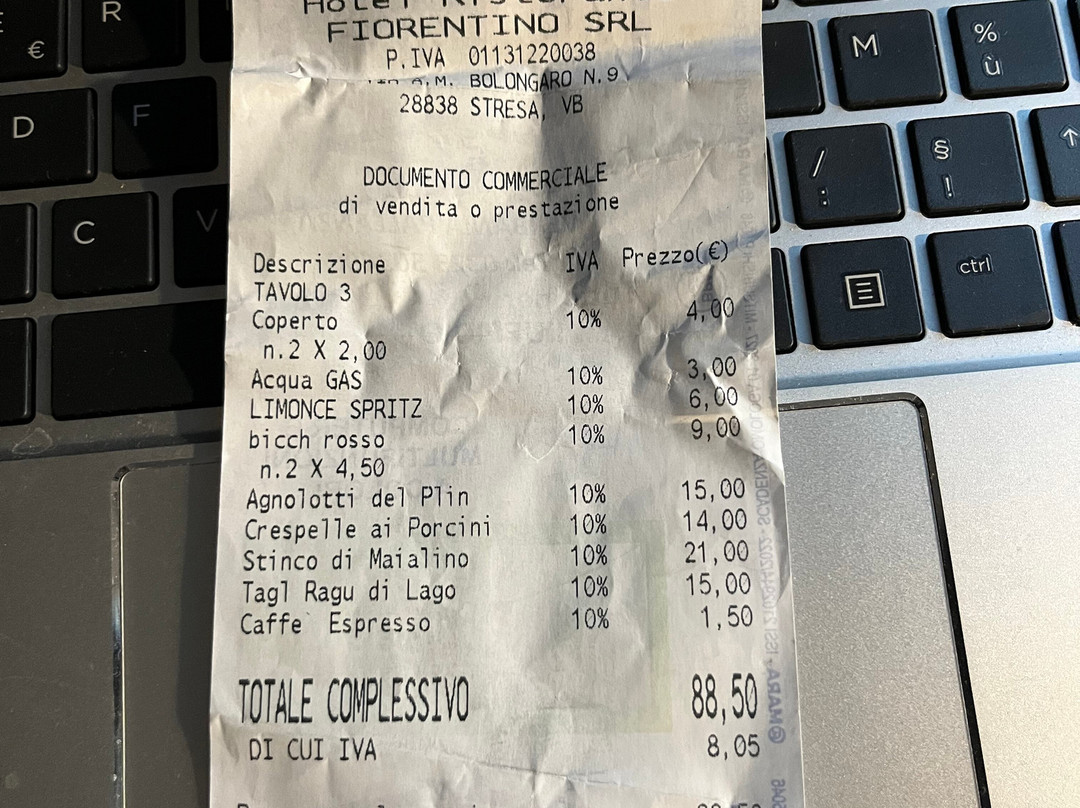 Hotel
FIORENTINO SRL
P.IVA 01131220038
A.M. BOLONGARO N.9
28838 STRESA, VB
DOCUMENTO COMMERCIALE
di vendita o prestazione
Descrizione IVA Prezzo(€)
TAVOLO 3
Coperto 10% 4,00
n.2 X 2,00
Acqua GAS 10% 3,00
LIMONCE SPRITZ 10% 6,00
bicch rosso 10% 9,00
n.2 X 4,50
Agnolotti del Plin 10% 15,00
Crespelle ai Porcini 10% 14,00
Stinco di Maialino 10% 21,00
Tagl Ragu di Lago 10% 15,00
Caffe` Espresso 10% 1,50
TOTALE COMPLESSIVO 88,50
DI CUI IVA 8,05
€
R
D
F
C
V
M
%
ù
/
:
§
!
ctrl